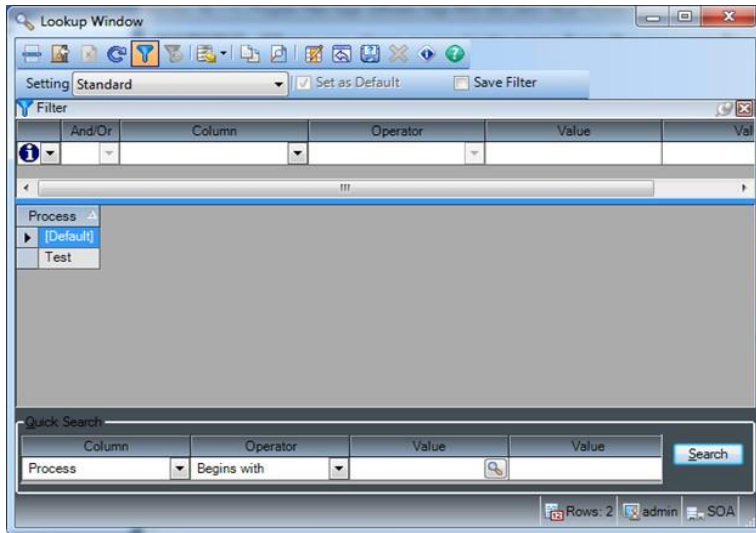 Lookup Window
Setting Standard Set as Default Save Filter
Filter
And/Or Column Operator Value Val
Process
[Default]
Test
Quick Search
Column Operator Value Value
Process Begins with Search
Rows: 2 admin SOA